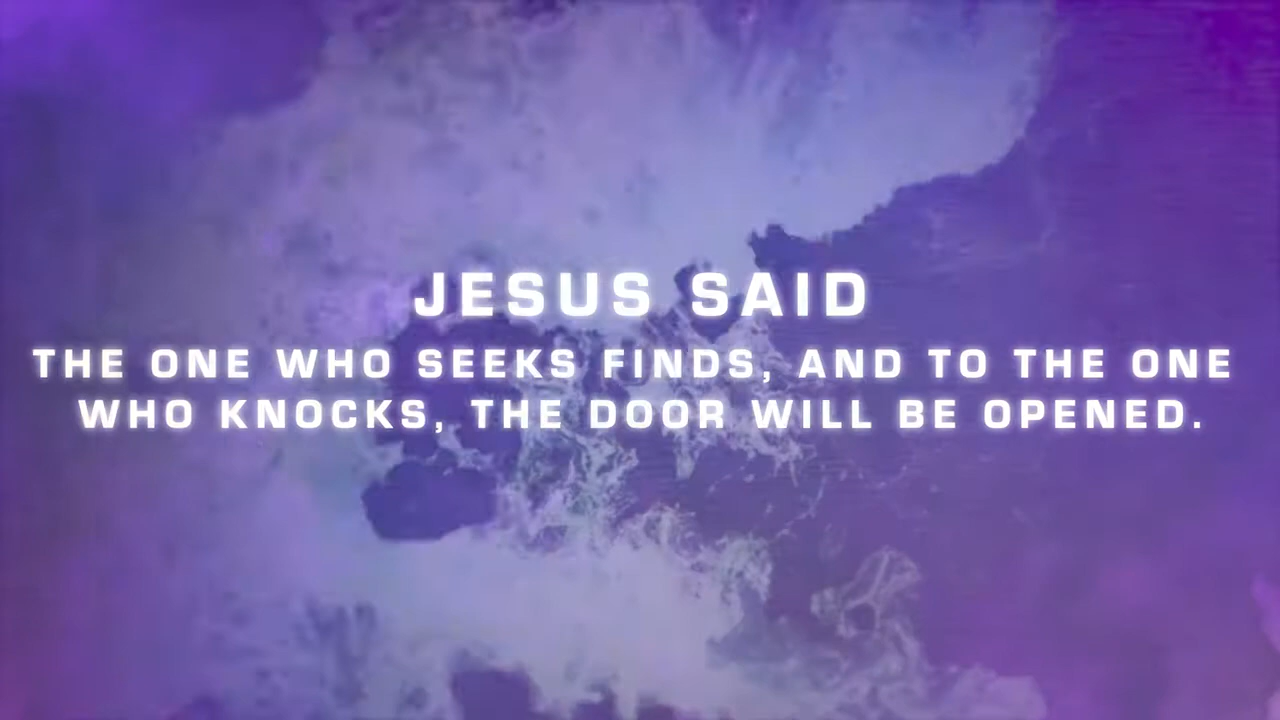 JESUS SAID
THE ONE WHO SEEKS FINDS, AND TO THE ONE
WHO KNOCKS, THE DOOR WILL BE OPENED.